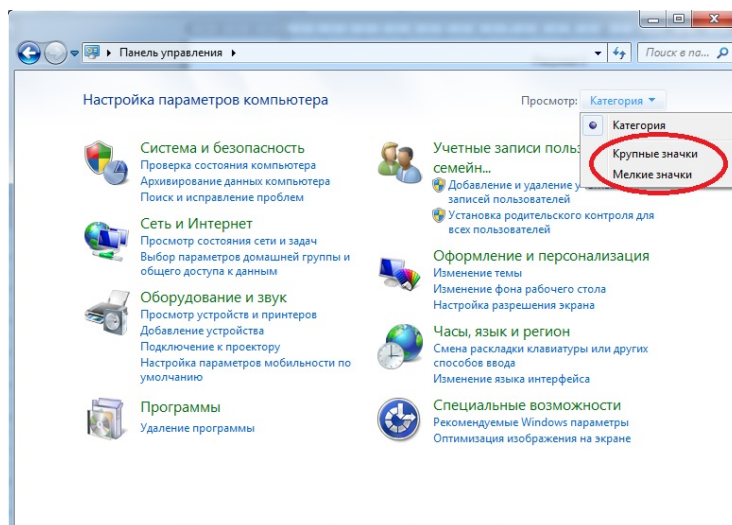 Панель управления
Поиск в па...
Настройка параметров компьютера
Просмотр: Категория
Категория
Крупные значки
Мелкие значки
Система и безопасность
Проверка состояния компьютера
Архивирование данных компьютера
Поиск и исправление проблем
Сеть и Интернет
Просмотр состояния сети и задач
Выбор параметров домашней группы и
общего доступа к данным
Оборудование и звук
Просмотр устройств и принтеров
Добавление устройства
Подключение к проектору
Настройка параметров мобильности по
умолчанию
Программы
Удаление программы
Учетные записи
семейн...
Добавление и удаление
записей пользователей
Установка родительского контроля для
всех пользователей
Оформление и персонализация
Изменение темы
Изменение фона рабочего стола
Настройка разрешения экрана
Часы, язык и регион
Смена раскладки клавиатуры или других
способов ввода
Изменение языка интерфейса
Специальные возможности
Рекомендуемые Windows параметры
Оптимизация изображения на экране